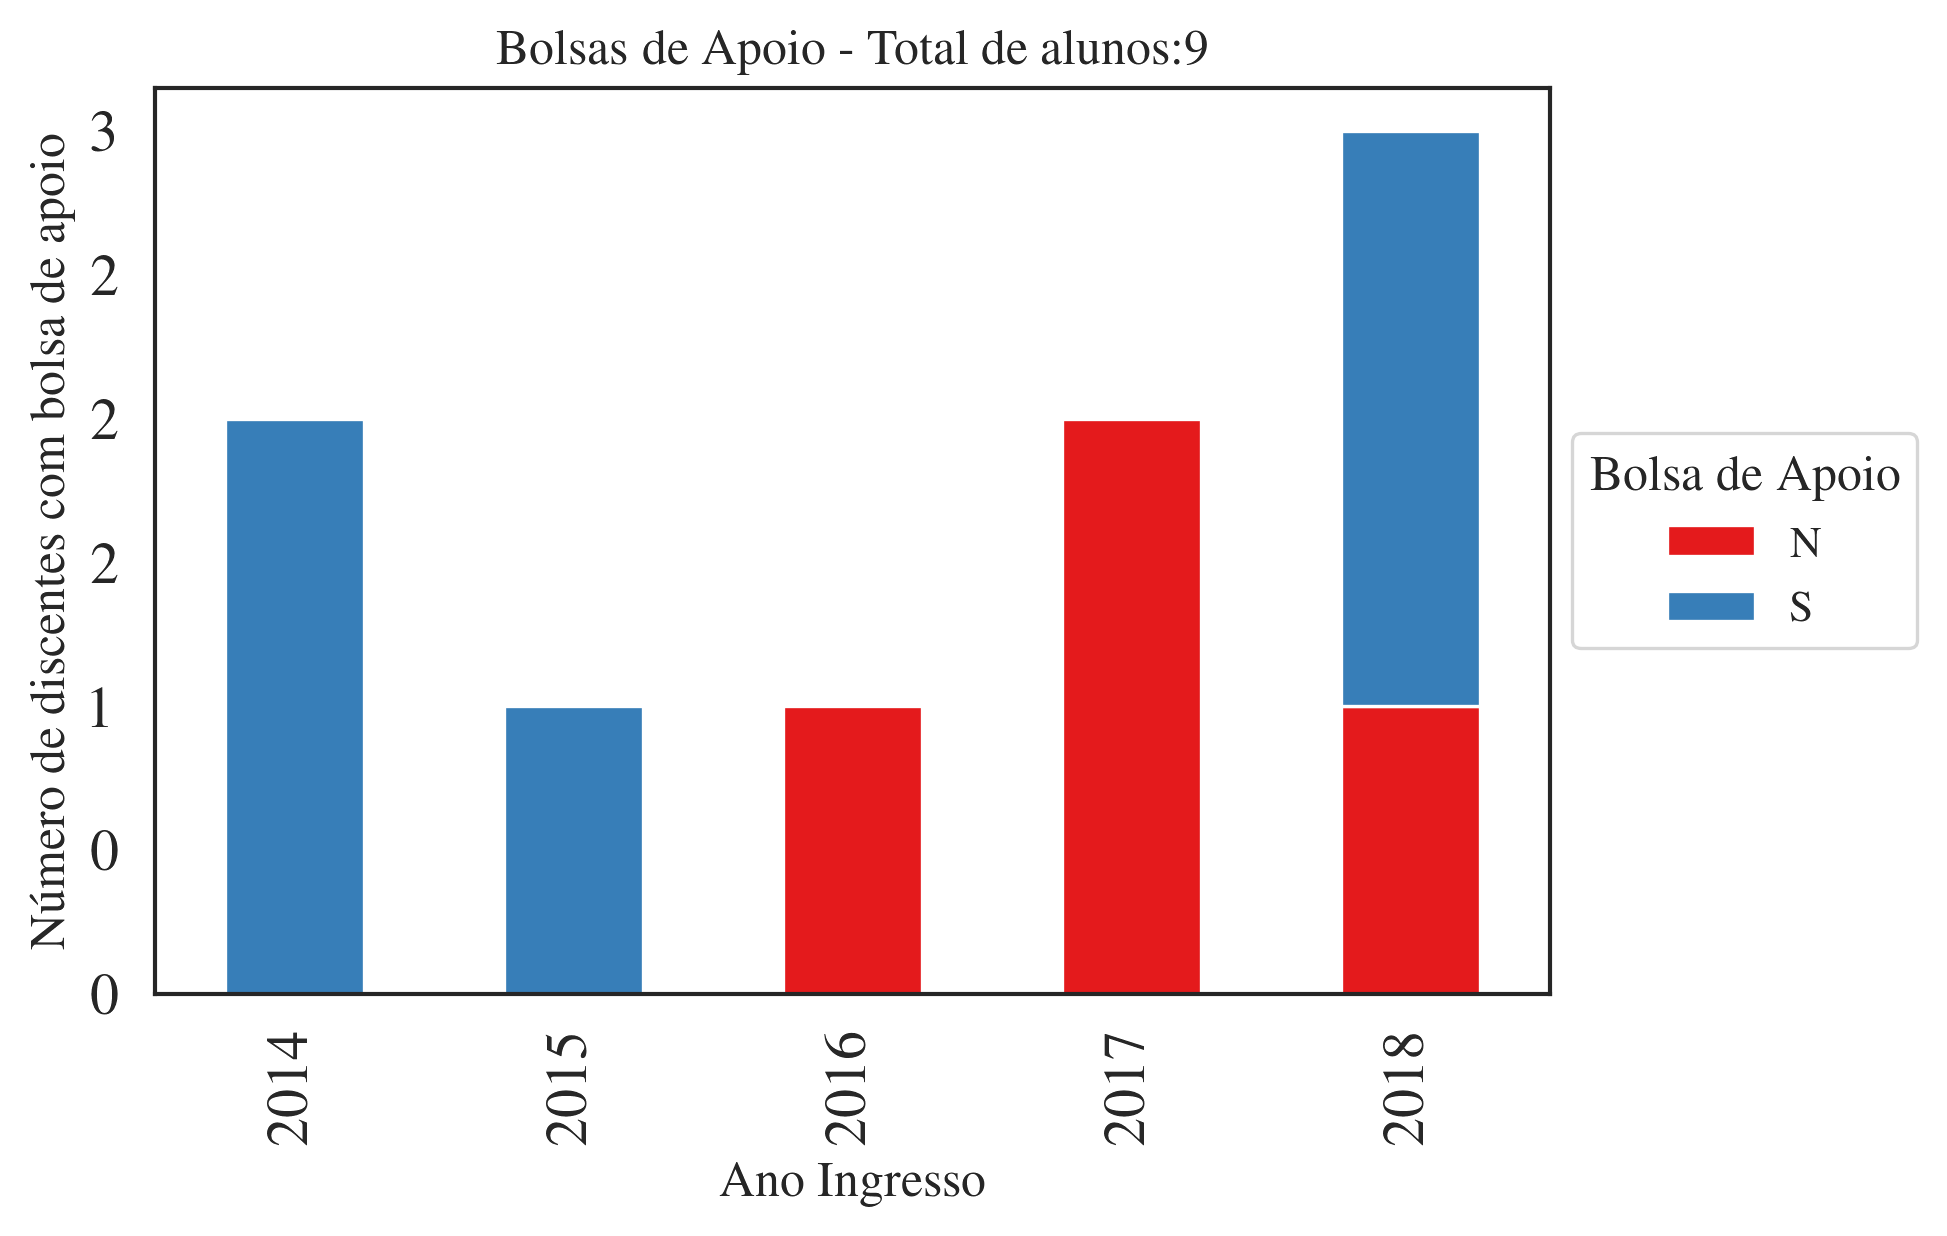 Bolsas de Apoio - Total de alunos:9
Número de discentes com bolsa de apoio
3
2
2
2
1
0
0
2014
2015
2016
2017
2018
Ano Ingresso
Bolsa de Apoio
N
S